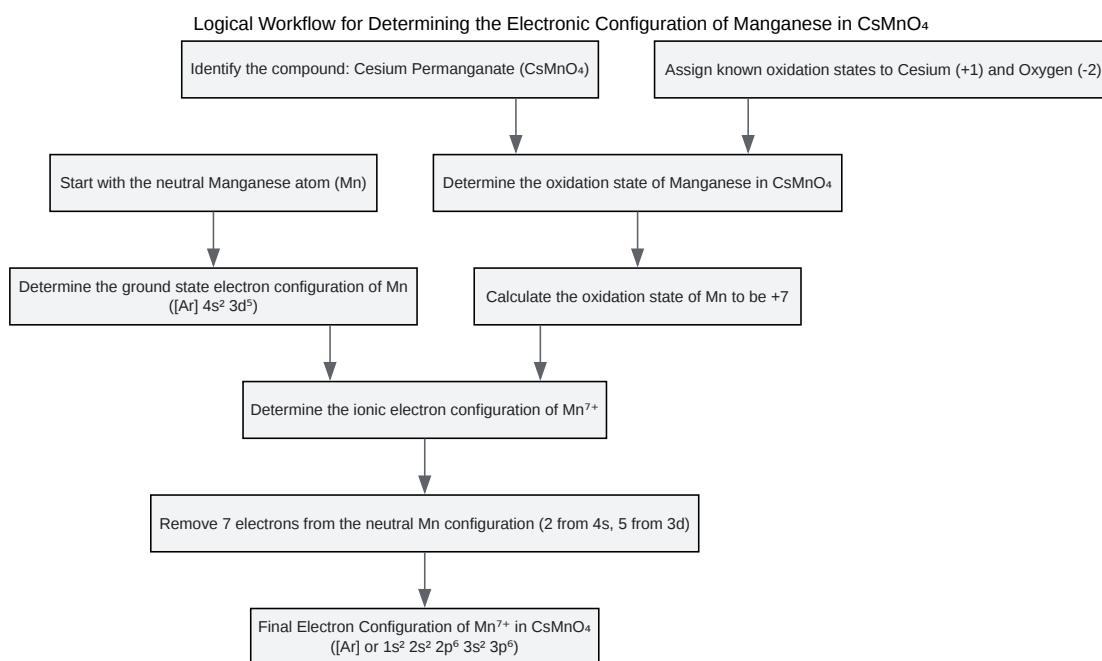 Logical Workflow for Determining the Electronic Configuration of Manganese in CsMnO₄
Identify the compound: Cesium Permanganate (CsMnO₄)
Assign known oxidation states to Cesium (+1) and Oxygen (-2)
Start with the neutral Manganese atom (Mn)
Determine the oxidation state of Manganese in CsMnO₄
Determine the ground state electron configuration of Mn
([Ar] 4s² 3d⁵)
Calculate the oxidation state of Mn to be +7
Determine the ionic electron configuration of Mn⁷⁺
Remove 7 electrons from the neutral Mn configuration (2 from 4s, 5 from 3d)
Final Electron Configuration of Mn⁷⁺ in CsMnO₄
([Ar] or 1s² 2s² 2p⁶ 3s² 3p⁶)